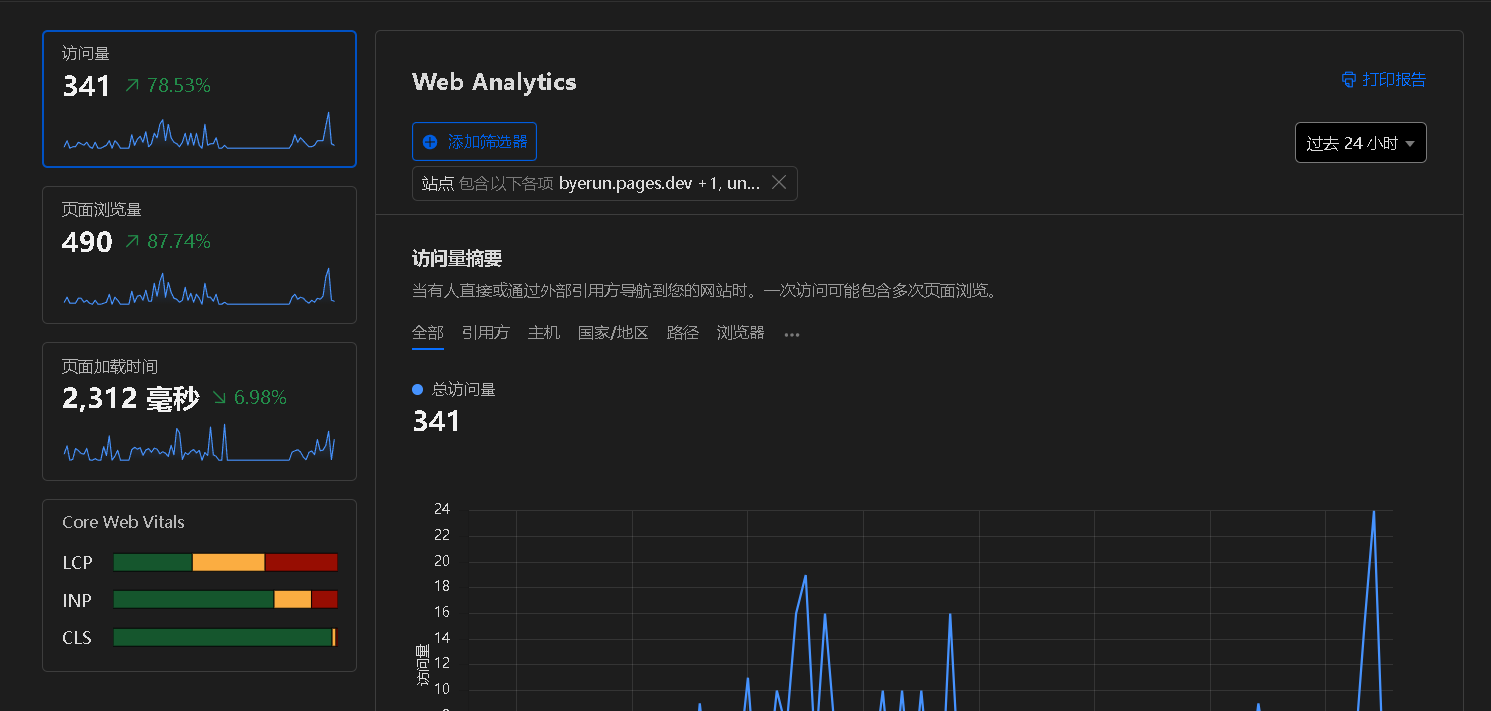 访问量
341 78.53%
页面浏览量
490 87.74%
页面加载时间
2,312 毫秒 6.98%
Core Web Vitals
LCP
INP
CLS
Web Analytics
打印报告
添加筛选器
过去 24 小时
站点 包含以下各项 byerun.pages.dev +1, un...
访问量摘要
当有人直接或通过外部引用方导航到您的网站时。一次访问可能包含多次页面浏览。
全部 引用方 主机 国家/地区 路径 浏览器 ...
总访问量
341
24
22
20
18
16
14
12
10
访问量